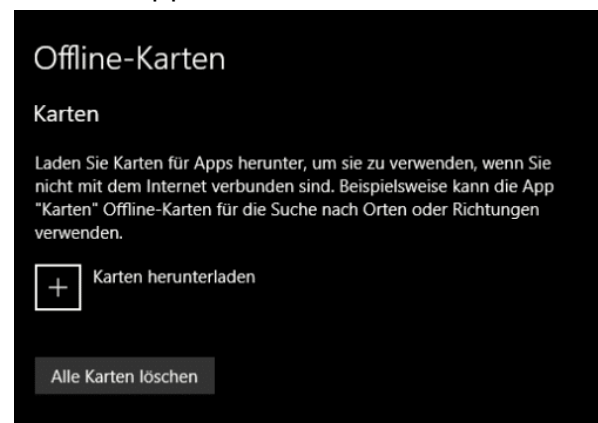 Offline-Karten
Karten
Laden Sie Karten für Apps herunter, um sie zu verwenden, wenn Sie
nicht mit dem Internet verbunden sind. Beispielsweise kann die App
"Karten" Offline-Karten für die Suche nach Orten oder Richtungen
verwenden.
Karten herunterladen
Alle Karten löschen